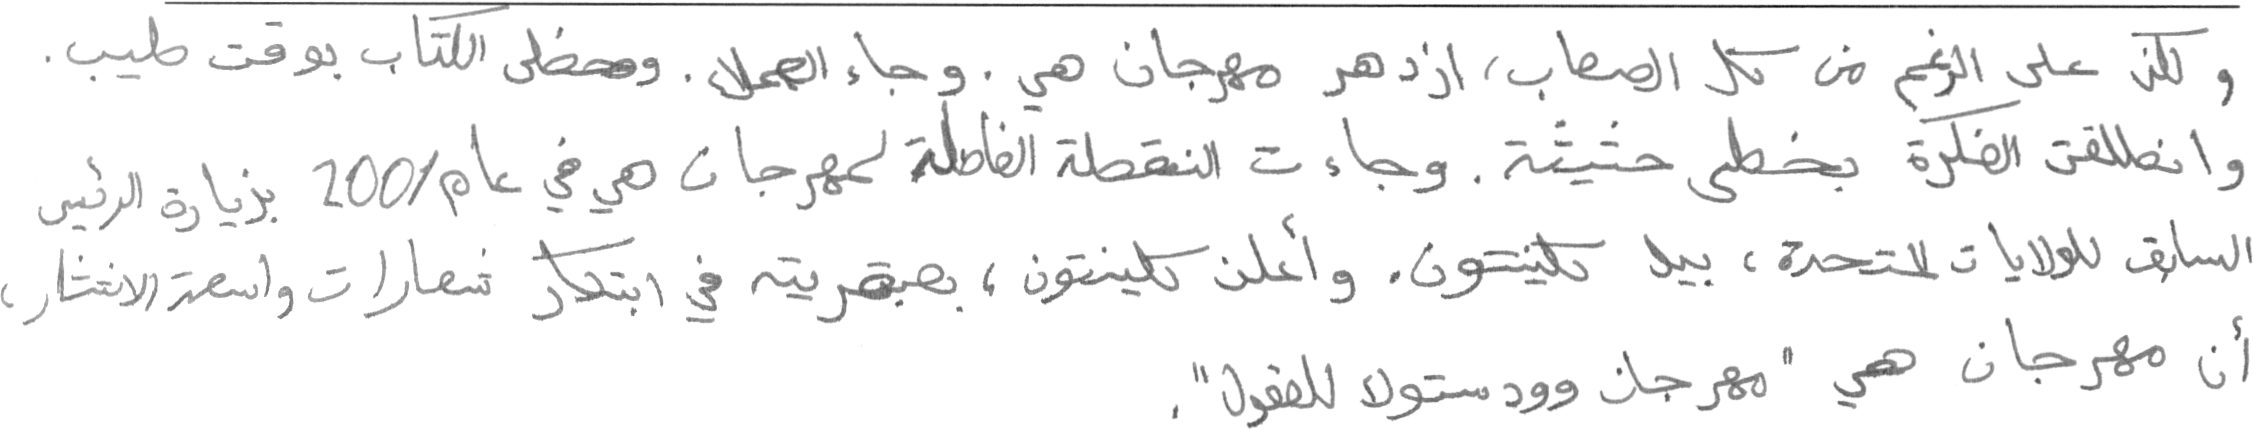 ولكن على الرغم من كل الصعاب، ازدهر مهرجان هي. وجاء العملاء. وحظى الكتاب بوقت طيب.
وانطلقت الفكرة بخطى حثيثة. وجاءت النقطة الفاصلة لمهرجان هي في عام 2001 بزيارة الرئيس
السابق للولايات المتحدة، بيل كلينتون. وأعلن كلينتون، بعبقريته في ابتكار شعارات واسعة الانتشار،
أن مهرجان هي "مهرجان وودستوك للعقول".